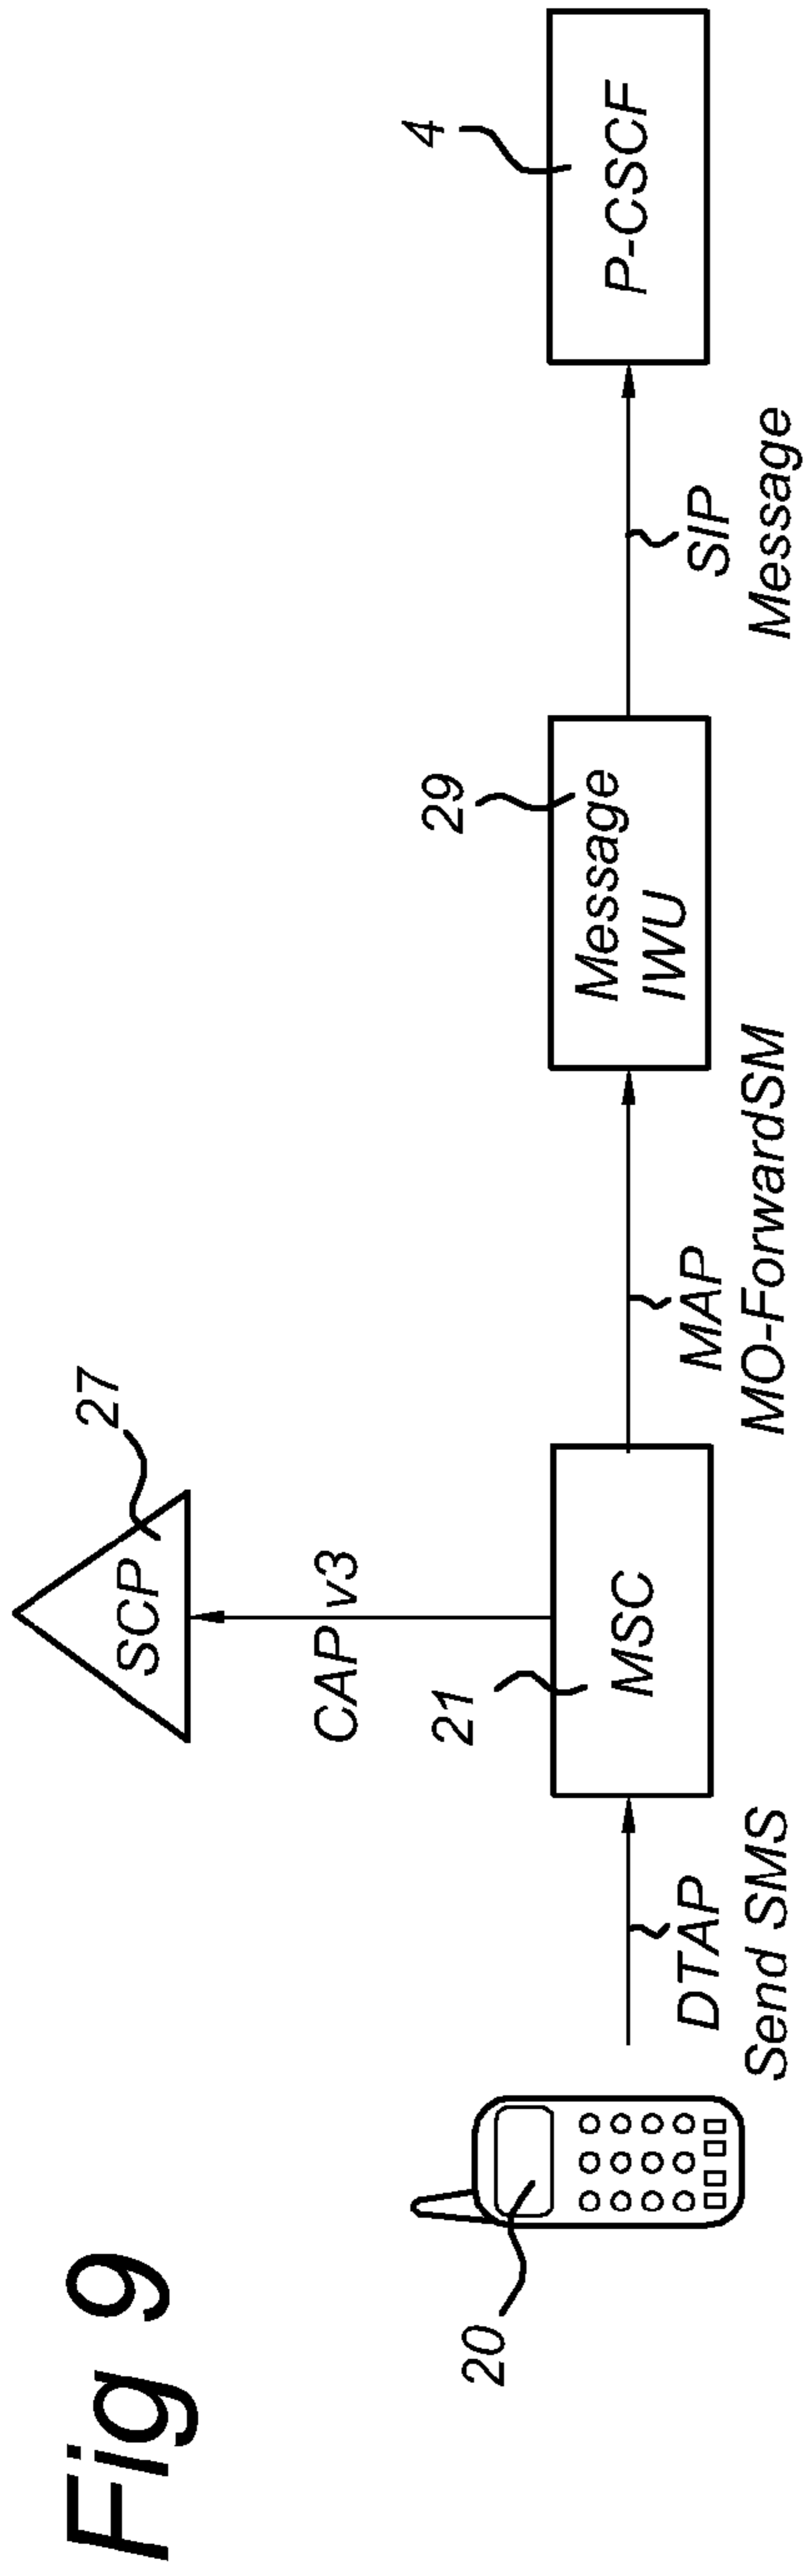 Fig 9
20
DTAP
Send SMS
21
MSC
CAP v3
SCP
27
MAP
MO-ForwardSM
29
Message
IWU
SIP
Message
4
P-CSCF